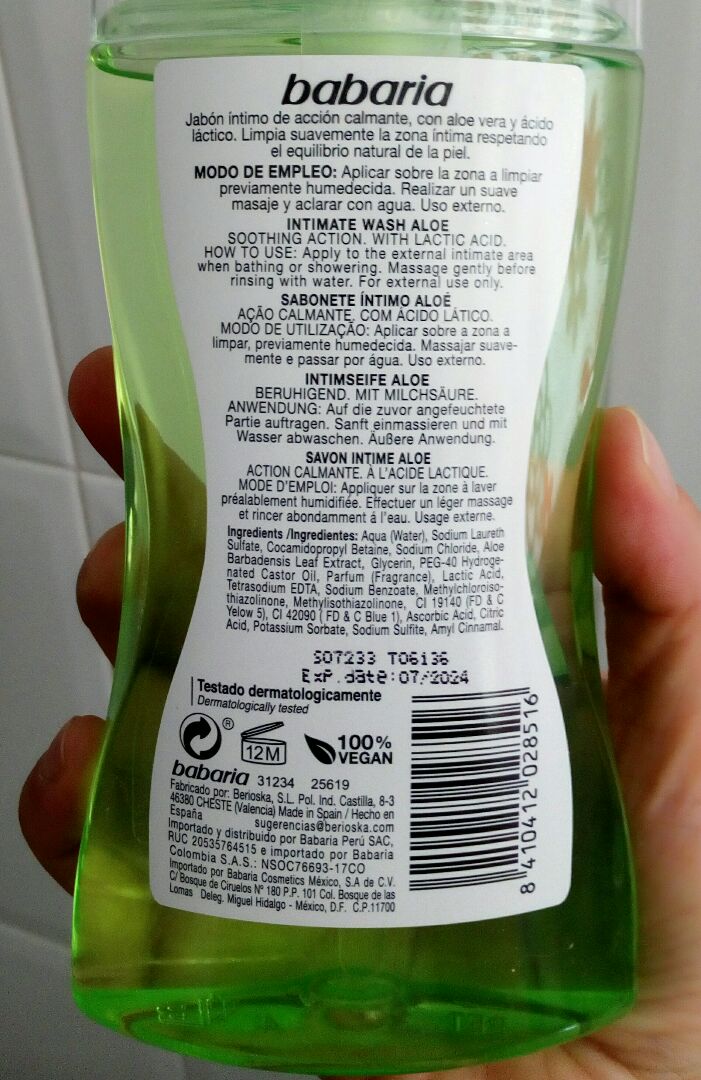 babaria
Jabón íntimo de acción calmante, con aloe vera y ácido
láctico. Limpia suavemente la zona íntima respetando
el equilibrio natural de la piel.
MODO DE EMPLEO: Aplicar sobre la zona a limpiar
previamente humedecida. Realizar un suave
masaje y aclarar con agua. Uso externo.
INTIMATE WASH ALOE
SOOTHING ACTION. WITH LACTIC ACID.
HOW TO USE: Apply to the external intimate area
when bathing or showering. Massage gently before
rinsing with water. For external use only.
SABONETE ÍNTIMO ALOÉ
AÇÃO CALMANTE. COM ÁCIDO LÁTICO.
MODO DE UTILIZAÇÃO: Aplicar sobre a zona a
limpar, previamente humedecida. Massajar suave-
mente e passar por água. Uso externo.
INTIMSEIFE ALOE
BERUHIGEND. MIT MILCHSÄURE.
ANWENDUNG: Auf die zuvor angefeuchtete
Partie auftragen. Sanft einmassieren und mit
Wasser abwaschen. Äußere Anwendung.
SAVON INTIME ALOE
ACTION CALMANTE. À L'ACIDE LACTIQUE.
MODE D'EMPLOI: Appliquer sur la zone à laver
préalablement humidifiée. Effectuer un léger massage
et rincer abondamment á l'eau. Usage externe.
Ingredients /Ingredientes: Aqua (Water), Sodium Laureth
Sulfate, Cocamidopropyl Betaine, Sodium Chloride, Aloe
Barbadensis Leaf Extract, Glycerin, PEG-40 Hydroge-
nated Castor Oil, Parfum (Fragrance), Lactic Acid,
Tetrasodium EDTA, Sodium Benzoate, Methylchloroiso-
thiazolinone, Methylisothiazolinone, CI 19140 (FD & C
Yelow 5), CI 42090 ( FD & C Blue 1), Ascorbic Acid, Citric
Acid, Potassium Sorbate, Sodium Sulfite, Amyl Cinnamal.
S07233 T06136
Exp.date:07/2024
Testado dermatologicamente
Dermatologically tested
®
12M
100%
VEGAN
babaria 31234 25619
Fabricado por: Berioska, S.L. Pol. Ind. Castilla, 8-3
46380 CHESTE (Valencia) Made in Spain / Hecho en
España sugerencias@berioska.com
Importado y distribuido por Babaria Perú SAC,
RUC 20535764515 e importado por Babaria
Colombia S.A.S.: NSOC76693-17CO
Importado por Babaria Cosmetics México, S.A de C.V.
C/ Bosque de Ciruelos Nº 180 P.P. 101 Col. Bosque de las
Lomas Deleg. Miguel Hidalgo - México, D.F. C.P.11700
8 410412 028516